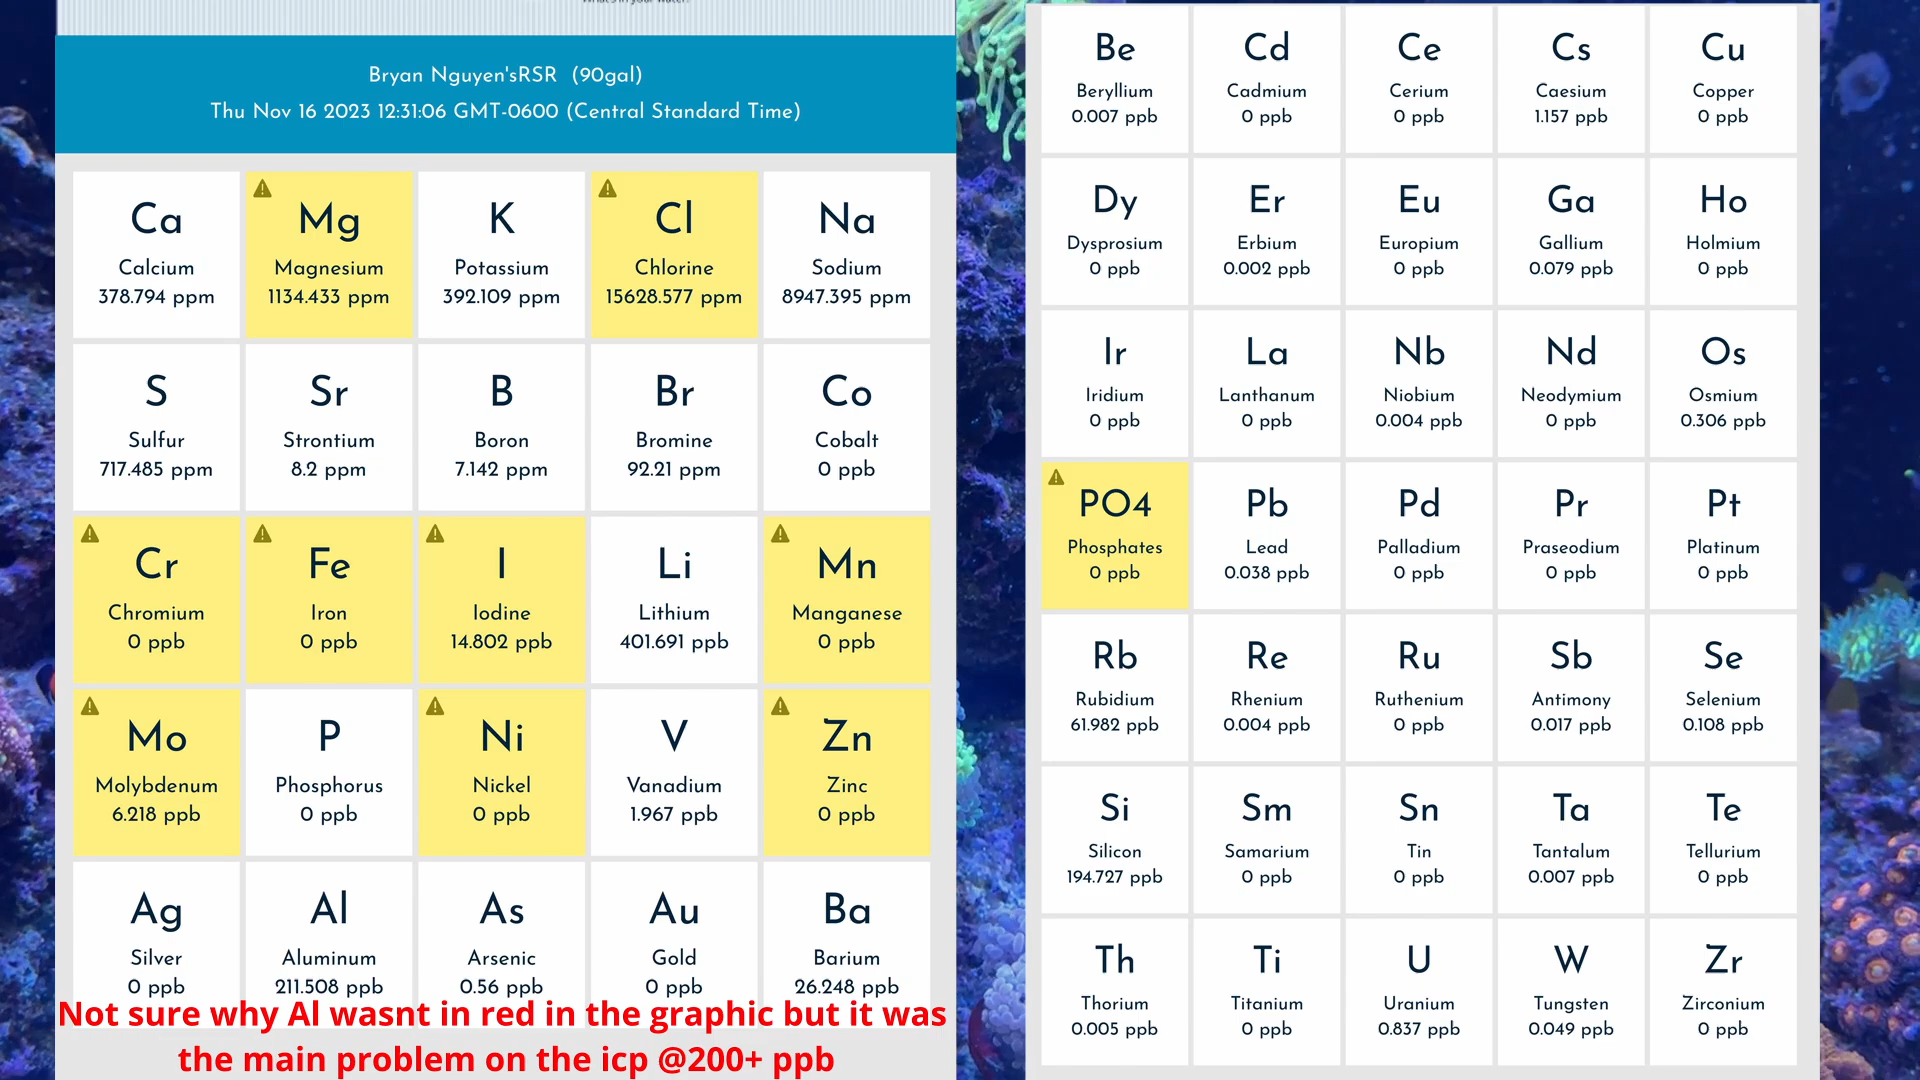 What's in your water?
Bryan Nguyen'sRSR (90gal)
Thu Nov 16 2023 12:31:06 GMT-0600 (Central Standard Time)
Ca
Calcium
378.794 ppm
Mg
Magnesium
1134.433 ppm
K
Potassium
392.109 ppm
Cl
Chlorine
15628.577 ppm
Na
Sodium
8947.395 ppm
S
Sulfur
717.485 ppm
Sr
Strontium
8.2 ppm
B
Boron
7.142 ppm
Br
Bromine
92.21 ppm
Co
Cobalt
0 ppb
Cr
Chromium
0 ppb
Fe
Iron
0 ppb
I
Iodine
14.802 ppb
Li
Lithium
401.691 ppb
Mn
Manganese
0 ppb
Mo
Molybdenum
6.218 ppb
P
Phosphorus
0 ppb
Ni
Nickel
0 ppb
V
Vanadium
1.967 ppb
Zn
Zinc
0 ppb
Ag
Silver
0 ppb
Al
Aluminum
211.508 ppb
As
Arsenic
0.56 ppb
Au
Gold
0 ppb
Ba
Barium
26.248 ppb
Not sure why Al wasnt in red in the graphic but it was
the main problem on the icp @200+ ppb
Be
Beryllium
0.007 ppb
Cd
Cadmium
0 ppb
Ce
Cerium
0 ppb
Cs
Caesium
1.157 ppb
Cu
Copper
0 ppb
Dy
Dysprosium
0 ppb
Er
Erbium
0.002 ppb
Eu
Europium
0 ppb
Ga
Gallium
0.079 ppb
Ho
Holmium
0 ppb
Ir
Iridium
0 ppb
La
Lanthanum
0 ppb
Nb
Niobium
0.004 ppb
Nd
Neodymium
0 ppb
Os
Osmium
0.306 ppb
PO4
Phosphates
0 ppb
Pb
Lead
0.038 ppb
Pd
Palladium
0 ppb
Pr
Praseodium
0 ppb
Pt
Platinum
0 ppb
Rb
Rubidium
61.982 ppb
Re
Rhenium
0.004 ppb
Ru
Ruthenium
0 ppb
Sb
Antimony
0.017 ppb
Se
Selenium
0.108 ppb
Si
Silicon
194.727 ppb
Sm
Samarium
0 ppb
Sn
Tin
0 ppb
Ta
Tantalum
0.007 ppb
Te
Tellurium
0 ppb
Th
Thorium
0.005 ppb
Ti
Titanium
0 ppb
U
Uranium
0.837 ppb
W
Tungsten
0.049 ppb
Zr
Zirconium
0 ppb